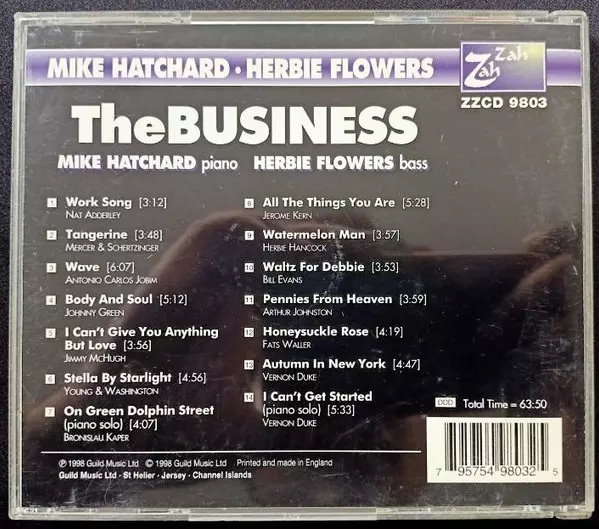 MIKE HATCHARD • HERBIE FLOWERS
Zah
Zah
ZZCD 9803
TheBUSINESS
MIKE HATCHARD piano HERBIE FLOWERS bass
1 Work Song [3:12]
NAT ADDERLEY
2 Tangerine [3:48]
MERCER & SCHERTZINGER
3 Wave [6:07]
ANTONIO CARLOS JOBIM
4 Body And Soul [5:12]
JOHNNY GREEN
5 I Can't Give You Anything
But Love [3:56]
JIMMY MCHUGH
6 Stella By Starlight [4:56]
YOUNG & WASHINGTON
7 On Green Dolphin Street
(piano solo) [4:07]
BRONISLAU KAPER
8 All The Things You Are [5:28]
JEROME KERN
9 Watermelon Man [3:57]
HERBIE HANCOCK
10 Waltz For Debbie [3:53]
BILL EVANS
11 Pennies From Heaven [3:59]
ARTHUR JOHNSTON
12 Honeysuckle Rose [4:19]
FATS WALLER
13 Autumn In New York [4:47]
VERNON DUKE
14 I Can't Get Started
(piano solo) [5:33]
VERNON DUKE
DDD Total Time = 63:50
℗ 1998 Guild Music Ltd © 1998 Guild Music Ltd Printed and made in England
Guild Music Ltd · St Helier · Jersey · Channel Islands
7 95754 98032 5